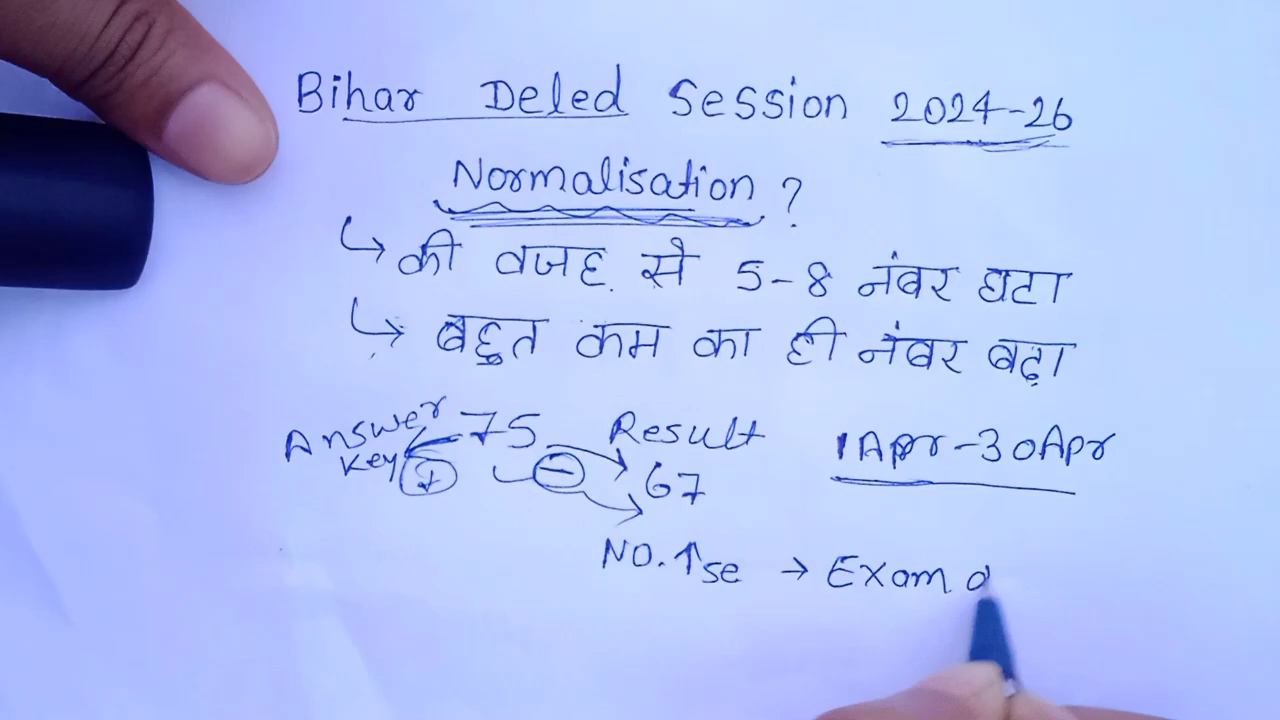 Bihar Deled Session 2024-26
Normalisation ?
↳ की वजह से 5-8 नंबर घटा
↳ बहुत कम का ही नंबर बढ़ा
Answer Key 75 Result 1Apr-30Apr
+ - 67
NO.↑se → Exam